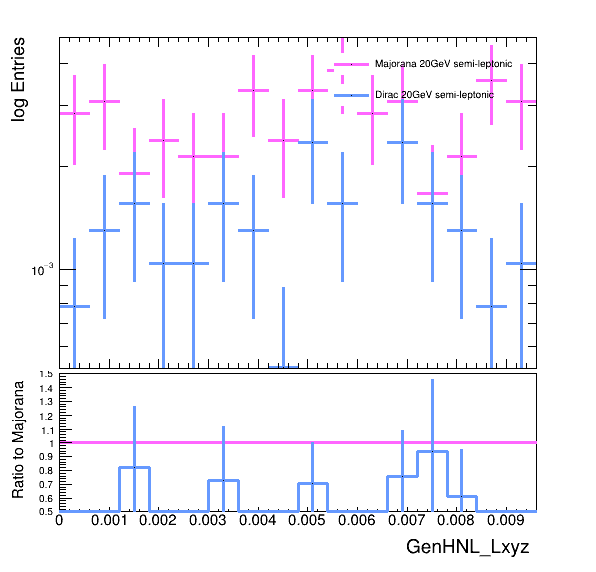 log Entries
Majorana 20GeV semi-leptonic
Dirac 20GeV semi-leptonic
10⁻³
Ratio to Majorana
1.5
1.4
1.3
1.2
1.1
1
0.9
0.8
0.7
0.6
0.5
0 0.001 0.002 0.003 0.004 0.005 0.006 0.007 0.008 0.009
GenHNL_Lxyz